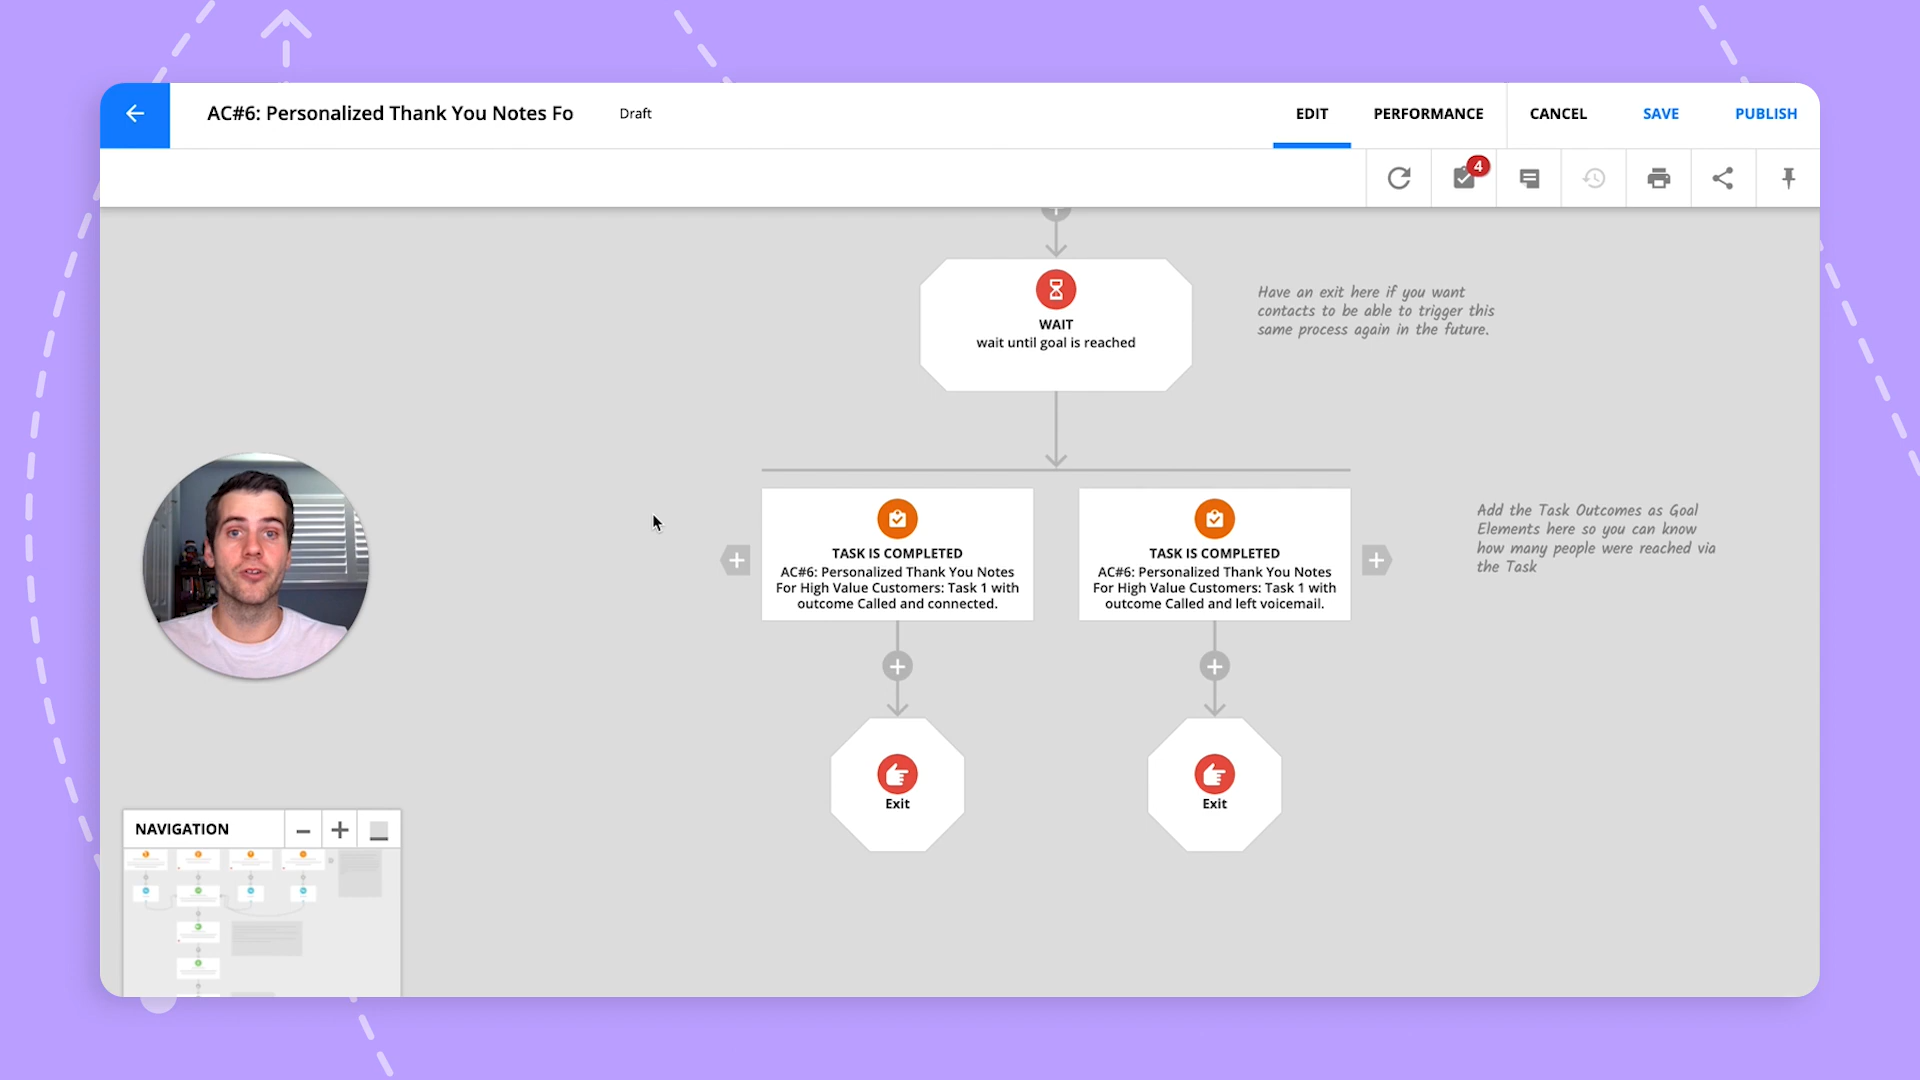 AC#6: Personalized Thank You Notes Fo
Draft
EDIT
PERFORMANCE
CANCEL
SAVE
PUBLISH
4
WAIT
wait until goal is reached
Have an exit here if you want
contacts to be able to trigger this
same process again in the future.
TASK IS COMPLETED
AC#6: Personalized Thank You Notes
For High Value Customers: Task 1 with
outcome Called and connected.
TASK IS COMPLETED
AC#6: Personalized Thank You Notes
For High Value Customers: Task 1 with
outcome Called and left voicemail.
Add the Task Outcomes as Goal
Elements here so you can know
how many people were reached via
the Task
Exit
Exit
NAVIGATION